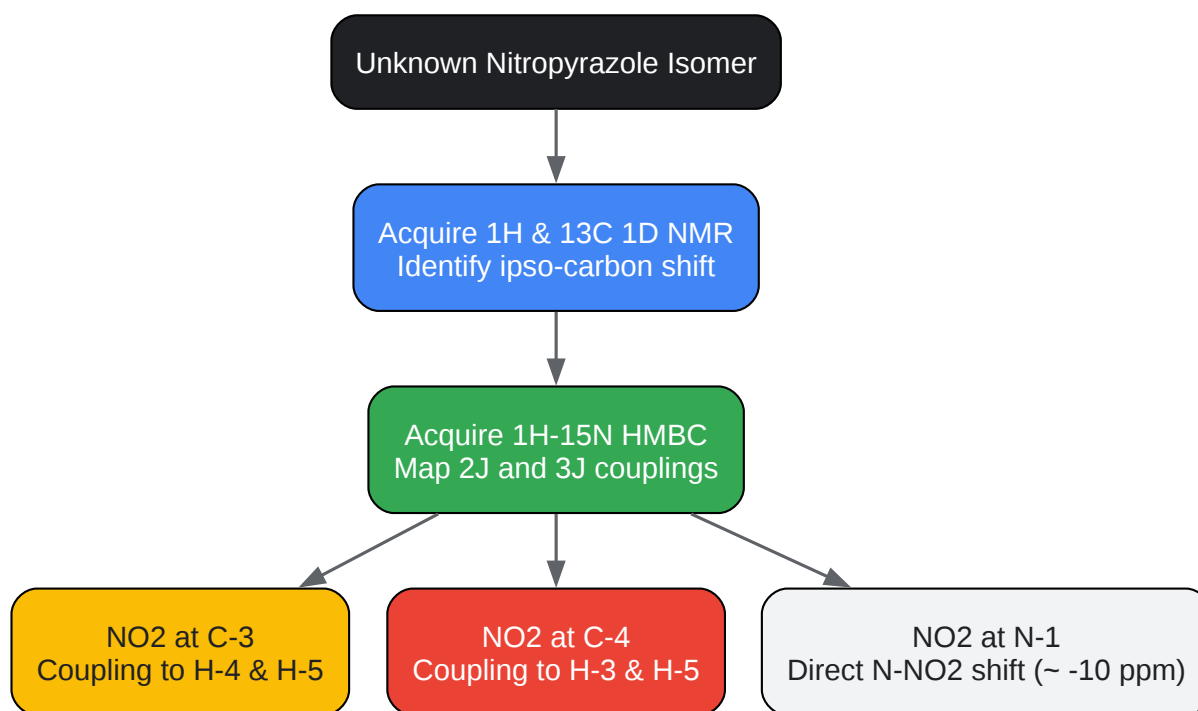 Unknown Nitropyrazole Isomer
Acquire 1H & 13C 1D NMR
Identify ipso-carbon shift
Acquire 1H-15N HMBC
Map 2J and 3J couplings
NO2 at C-3
Coupling to H-4 & H-5
NO2 at C-4
Coupling to H-3 & H-5
NO2 at N-1
Direct N-NO2 shift (~ -10 ppm)